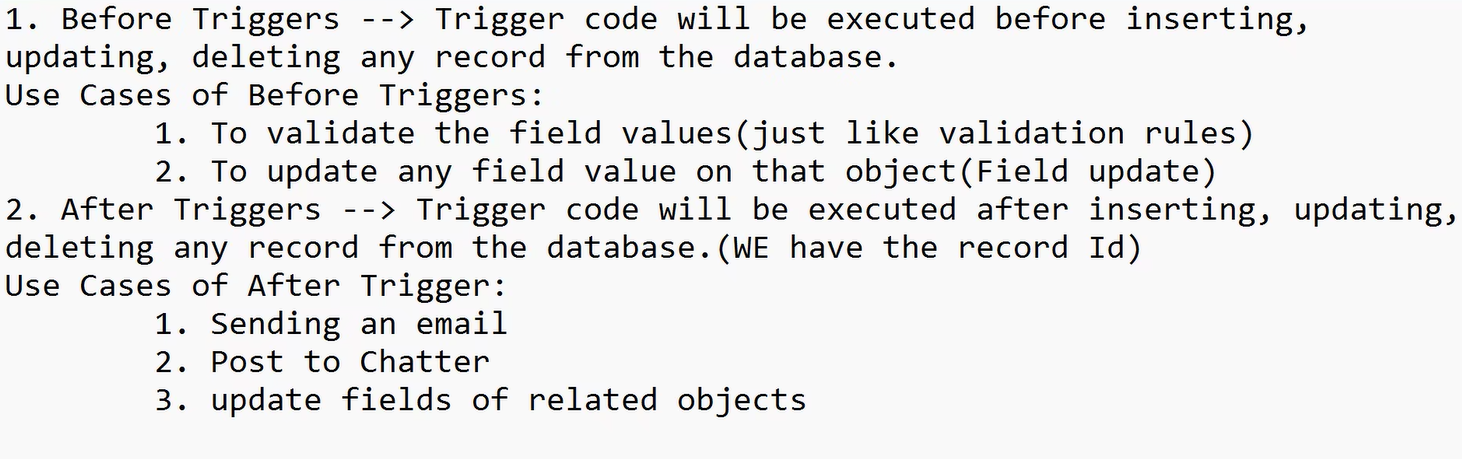 1. Before Triggers --> Trigger code will be executed before inserting,
updating, deleting any record from the database.
Use Cases of Before Triggers:
1. To validate the field values(just like validation rules)
2. To update any field value on that object(Field update)
2. After Triggers --> Trigger code will be executed after inserting, updating,
deleting any record from the database.(WE have the record Id)
Use Cases of After Trigger:
1. Sending an email
2. Post to Chatter
3. update fields of related objects